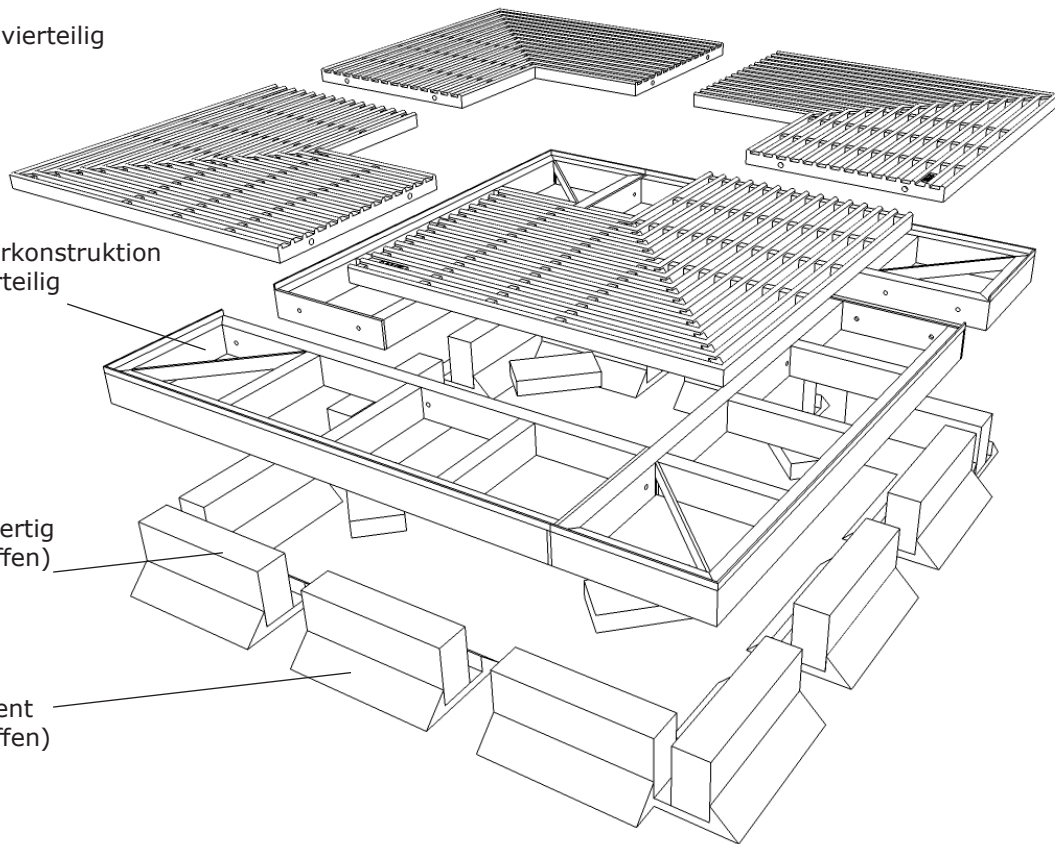 vierteilig
rkonstruktion
rteilig
ertig
ffen)
ent
ffen)